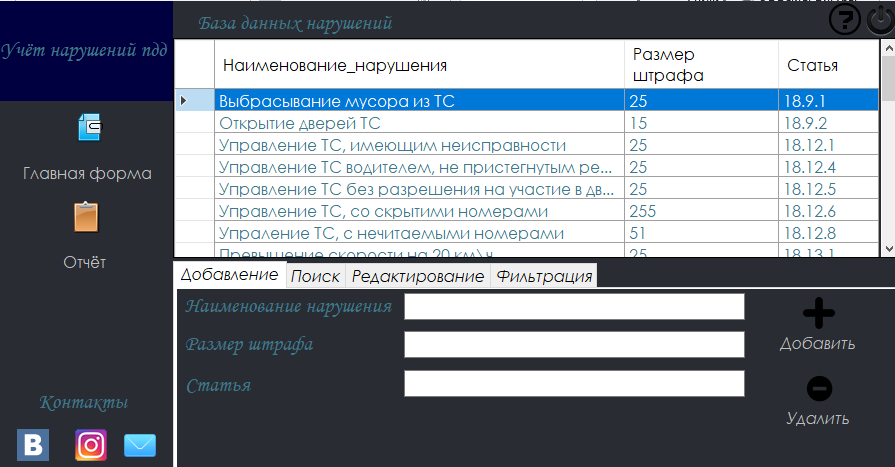 База данных нарушений
Учёт нарушений пдд
Главная форма
Отчёт
Контакты
Наименование_нарушения Размер штрафа Статья
Выбрасывание мусора из ТС 25 18.9.1
Открытие дверей ТС 15 18.9.2
Управление ТС, имеющим неисправности 25 18.12.1
Управление ТС водителем, не пристегнутым ре... 25 18.12.4
Управление ТС без разрешения на участие в дв... 25 18.12.5
Управление ТС, со скрытими номерами 255 18.12.6
Упраление ТС, с нечитаемыми номерами 51 18.12.8
Превышение скорости на 20 км\ч 25 18.13.1
Добавление Поиск Редактирование Фильтрация
Наименование нарушения
Размер штрафа
Статья
Добавить
Удалить